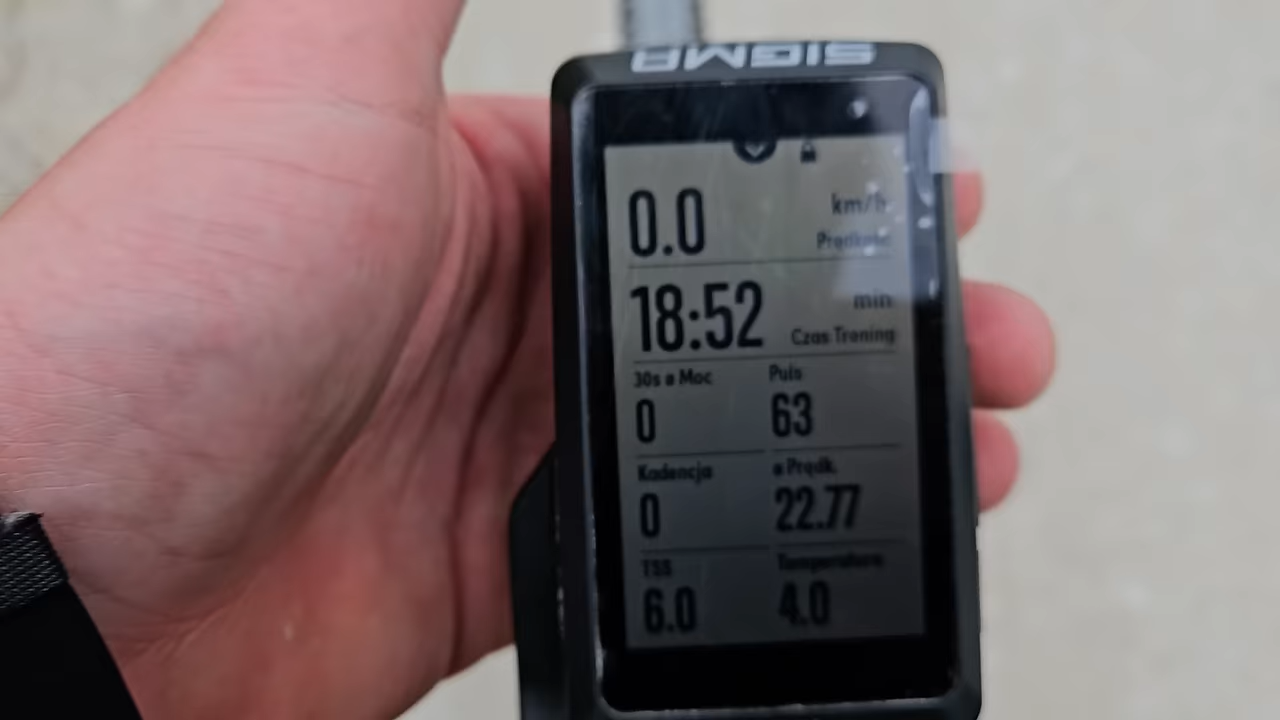 SIGMA
0.0 km/h
Prędkość
18:52 min
Czas Trening
30s ø Moc Puls
0 63
Kadencja ø Prędk.
0 22.77
TSS Temperatura
6.0 4.0